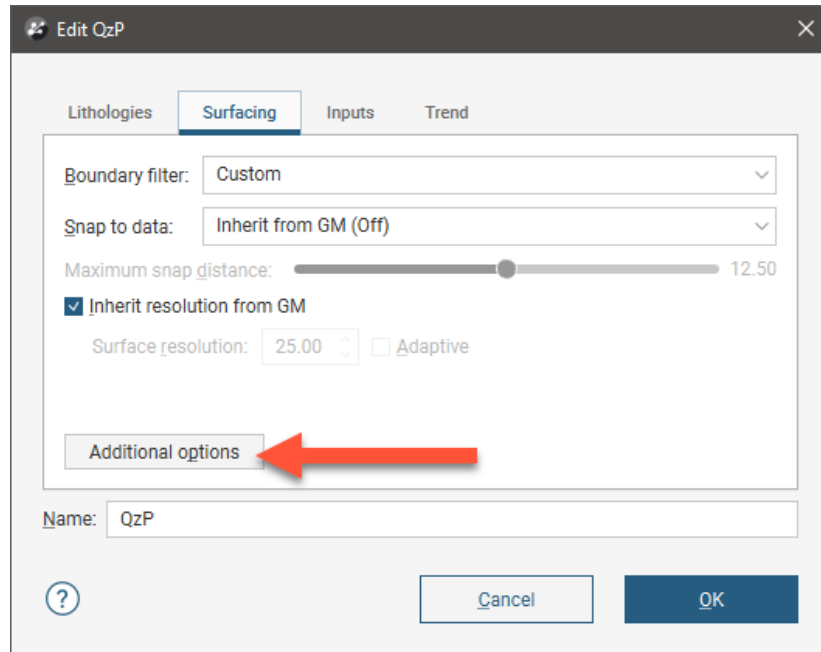 Edit QzP
Lithologies Surfacing Inputs Trend
Boundary filter: Custom
Snap to data: Inherit from GM (Off)
Maximum snap distance: 12.50
Inherit resolution from GM
Surface resolution: 25.00 Adaptive
Additional options
Name: QzP
? Cancel OK